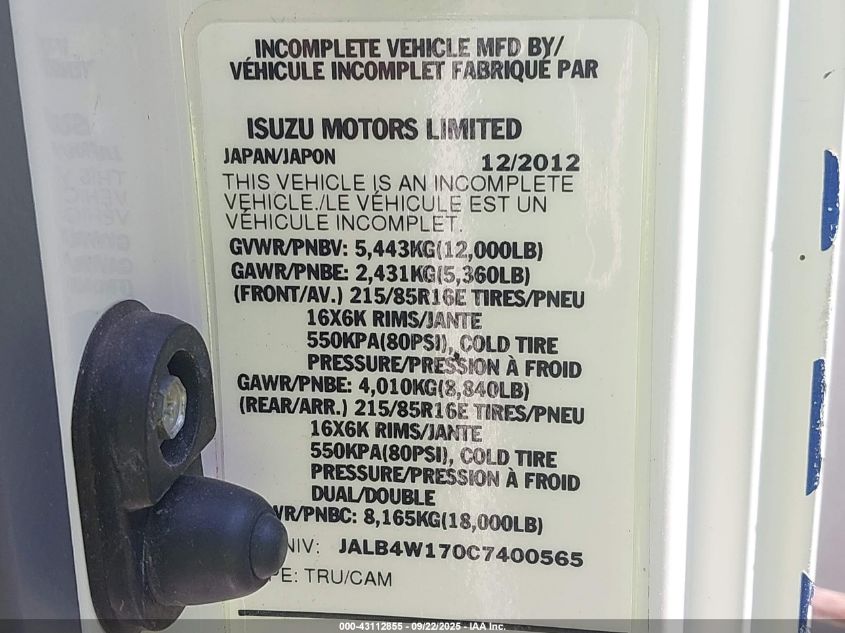 INCOMPLETE VEHICLE MFD BY/
VÉHICULE INCOMPLET FABRIQUÉ PAR
ISUZU MOTORS LIMITED
JAPAN/JAPON 12/2012
THIS VEHICLE IS AN INCOMPLETE
VEHICLE./LE VÉHICULE EST UN
VÉHICULE INCOMPLET.
GVWR/PNBV: 5,443KG(12,000LB)
GAWR/PNBE: 2,431KG(5,360LB)
(FRONT/AV.) 215/85R16E TIRES/PNEU
16X6K RIMS/JANTE
550KPA(80PSI), COLD TIRE
PRESSURE/PRESSION À FROID
GAWR/PNBE: 4,010KG(8,840LB)
(REAR/ARR.) 215/85R16E TIRES/PNEU
16X6K RIMS/JANTE
550KPA(80PSI), COLD TIRE
PRESSURE/PRESSION À FROID
DUAL/DOUBLE
WR/PNBC: 8,165KG(18,000LB)
NIV: JALB4W170C7400565
PE: TRU/CAM
000-43112855 - 09/22/2025 - IAA Inc.